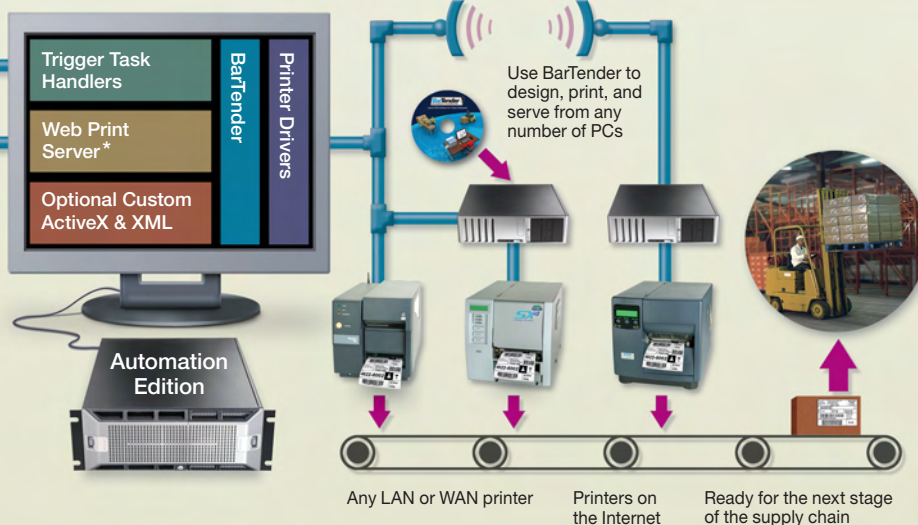 Trigger Task
Handlers
Web Print
Server*
Optional Custom
ActiveX & XML
BarTender
Printer Drivers
Use BarTender to
design, print, and
serve from any
number of PCs
BarTender
Automation
Edition
Any LAN or WAN printer
Printers on
the Internet
Ready for the next stage
of the supply chain